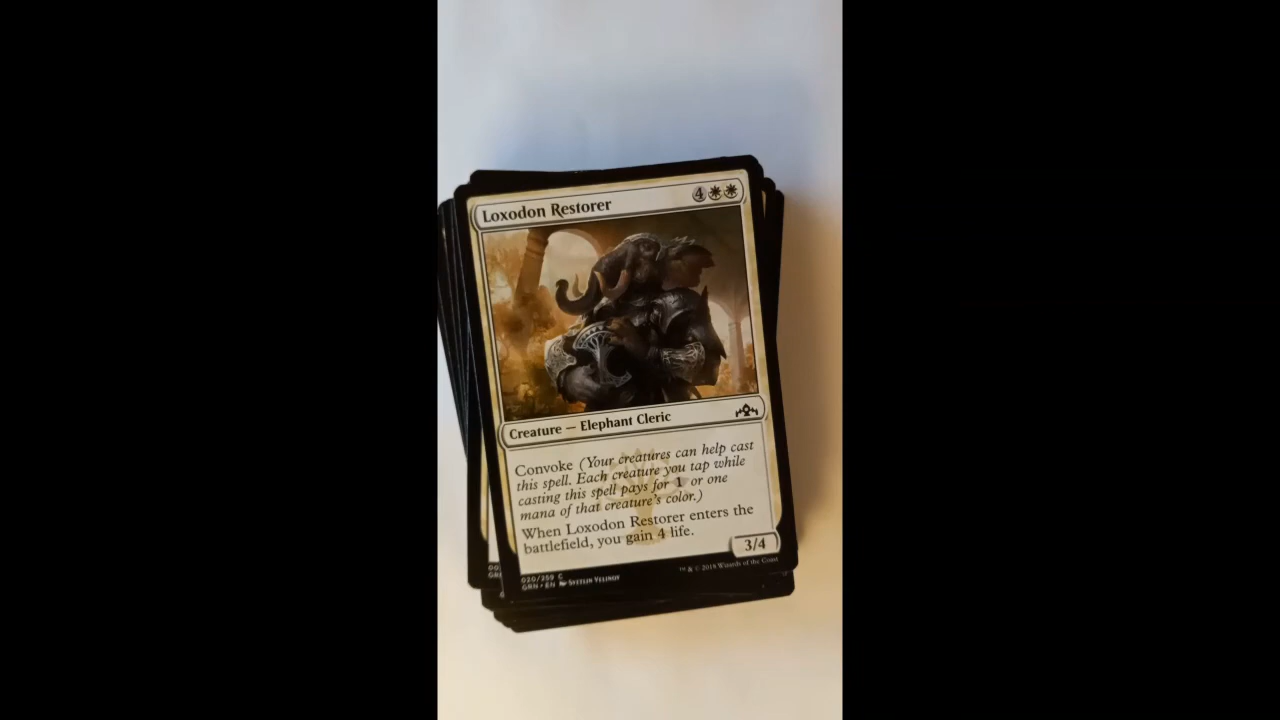 Loxodon Restorer 4
Creature — Elephant Cleric
Convoke (Your creatures can help cast
this spell. Each creature you tap while
casting this spell pays for 1 or one
mana of that creature's color.)
When Loxodon Restorer enters the
battlefield, you gain 4 life.
3/4
020/259 C
GRN • EN Svetlin Velinov
™ & © 2018 Wizards of the Coast